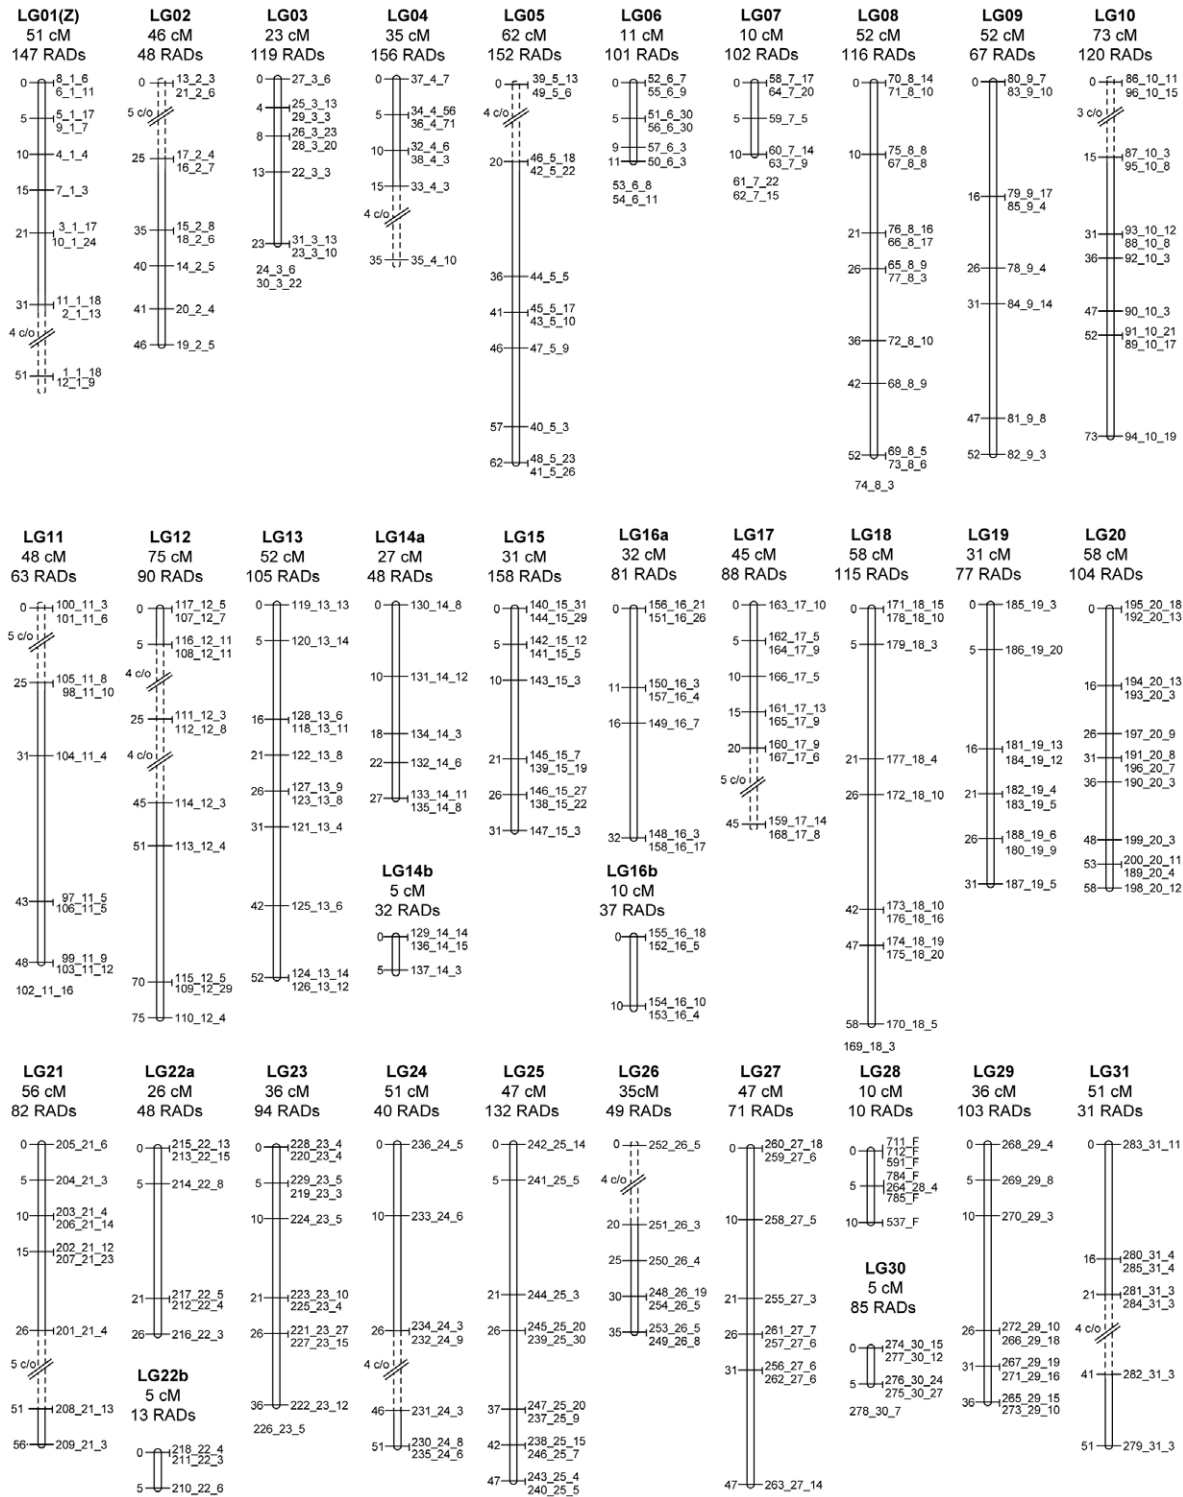 LG01(Z)
51 cM
147 RADs
0 8_1_6
6_1_11
5 5_1_17
9_1_7
10 4_1_4
15 7_1_3
21 3_1_17
10_1_24
31 11_1_18
2_1_13
4 c/o
51 1_1_18
12_1_9
LG02
46 cM
48 RADs
0 13_2_3
21_2_6
5 c/o
25 17_2_4
16_2_7
35 15_2_8
18_2_6
40 14_2_5
41 20_2_4
46 19_2_5
LG03
23 cM
119 RADs
0 27_3_6
4 25_3_13
29_3_3
8 26_3_23
28_3_20
13 22_3_3
23 31_3_13
23_3_10
24_3_6
30_3_22
LG04
35 cM
156 RADs
0 37_4_7
5 34_4_56
36_4_71
10 32_4_6
38_4_3
15 33_4_3
4 c/o
35 35_4_10
LG05
62 cM
152 RADs
0 39_5_13
49_5_6
4 c/o
20 46_5_18
42_5_22
36 44_5_5
41 45_5_17
43_5_10
46 47_5_9
57 40_5_3
62 48_5_23
41_5_26
LG06
11 cM
101 RADs
0 52_6_7
55_6_9
5 51_6_30
56_6_30
9 57_6_3
11 50_6_3
53_6_8
54_6_11
LG07
10 cM
102 RADs
0 58_7_17
64_7_20
5 59_7_5
10 60_7_14
63_7_9
61_7_22
62_7_15
LG08
52 cM
116 RADs
0 70_8_14
71_8_10
10 75_8_8
67_8_8
21 76_8_16
66_8_17
26 65_8_9
77_8_3
36 72_8_10
42 68_8_9
52 69_8_5
73_8_6
74_8_3
LG09
52 cM
67 RADs
0 80_9_7
83_9_10
16 79_9_17
85_9_4
26 78_9_4
31 84_9_14
47 81_9_8
52 82_9_3
LG10
73 cM
120 RADs
0 86_10_11
96_10_15
3 c/o
15 87_10_3
95_10_8
31 93_10_12
88_10_8
36 92_10_3
47 90_10_3
52 91_10_21
89_10_17
73 94_10_19
LG11
48 cM
63 RADs
0 100_11_3
101_11_6
5 c/o
25 105_11_8
98_11_10
31 104_11_4
43 97_11_5
106_11_5
48 99_11_9
103_11_12
102_11_16
LG12
75 cM
90 RADs
0 117_12_5
107_12_7
5 116_12_11
108_12_11
4 c/o
25 111_12_3
112_12_8
4 c/o
45 114_12_3
51 113_12_4
70 115_12_5
109_12_29
75 110_12_4
LG13
52 cM
105 RADs
0 119_13_13
5 120_13_14
16 128_13_6
118_13_11
21 122_13_8
26 127_13_9
123_13_8
31 121_13_4
42 125_13_6
52 124_13_14
126_13_12
LG14a
27 cM
48 RADs
0 130_14_8
10 131_14_12
18 134_14_3
22 132_14_6
27 133_14_11
135_14_8
LG14b
5 cM
32 RADs
0 129_14_14
136_14_15
5 137_14_3
LG15
31 cM
158 RADs
0 140_15_31
144_15_29
5 142_15_12
141_15_5
10 143_15_3
21 145_15_7
139_15_19
26 146_15_27
138_15_22
31 147_15_3
LG16a
32 cM
81 RADs
0 156_16_21
151_16_26
11 150_16_3
157_16_4
16 149_16_7
32 148_16_3
158_16_17
LG16b
10 cM
37 RADs
0 155_16_18
152_16_5
10 154_16_10
153_16_4
LG17
45 cM
88 RADs
0 163_17_10
5 162_17_5
164_17_9
10 166_17_5
15 161_17_13
165_17_9
20 160_17_9
167_17_6
5 c/o
45 159_17_14
168_17_8
LG18
58 cM
115 RADs
0 171_18_15
178_18_10
5 179_18_3
21 177_18_4
26 172_18_10
42 173_18_10
176_18_16
47 174_18_19
175_18_20
58 170_18_5
169_18_3
LG19
31 cM
77 RADs
0 185_19_3
5 186_19_20
16 181_19_13
184_19_12
21 182_19_4
183_19_5
26 188_19_6
180_19_9
31 187_19_5
LG20
58 cM
104 RADs
0 195_20_18
192_20_13
16 194_20_13
193_20_3
26 197_20_9
31 191_20_8
196_20_7
36 190_20_3
48 199_20_3
53 200_20_11
189_20_4
58 198_20_12
LG21
56 cM
82 RADs
0 205_21_6
5 204_21_3
10 203_21_4
206_21_14
15 202_21_12
207_21_23
26 201_21_4
5 c/o
51 208_21_13
56 209_21_3
LG22a
26 cM
48 RADs
0 215_22_13
213_22_15
5 214_22_8
21 217_22_5
212_22_4
26 216_22_3
LG22b
5 cM
13 RADs
0 218_22_4
211_22_3
5 210_22_6
LG23
36 cM
94 RADs
0 228_23_4
220_23_4
5 229_23_5
219_23_3
10 224_23_5
21 223_23_10
225_23_4
26 221_23_27
227_23_15
36 222_23_12
226_23_5
LG24
51 cM
40 RADs
0 236_24_5
10 233_24_6
26 234_24_3
232_24_9
4 c/o
46 231_24_3
51 230_24_8
235_24_6
LG25
47 cM
132 RADs
0 242_25_14
5 241_25_5
21 244_25_3
26 245_25_20
239_25_30
37 247_25_20
237_25_9
42 238_25_15
246_25_7
47 243_25_4
240_25_5
LG26
35cM
49 RADs
0 252_26_5
4 c/o
20 251_26_3
25 250_26_4
30 248_26_19
254_26_5
35 253_26_5
249_26_8
LG27
47 cM
71 RADs
0 260_27_18
259_27_6
10 258_27_5
21 255_27_3
26 261_27_7
257_27_6
31 256_27_6
262_27_6
47 263_27_14
LG28
10 cM
10 RADs
0 711_F
712_F
591_F
5 784_F
264_28_4
785_F
10 537_F
LG30
5 cM
85 RADs
0 274_30_15
277_30_12
5 276_30_24
275_30_27
278_30_7
LG29
36 cM
103 RADs
0 268_29_4
5 269_29_8
10 270_29_3
26 272_29_10
266_29_18
31 267_29_19
271_29_16
36 265_29_15
273_29_10
LG31
51 cM
31 RADs
0 283_31_11
16 280_31_4
285_31_4
21 281_31_3
284_31_3
4 c/o
41 282_31_3
51 279_31_3